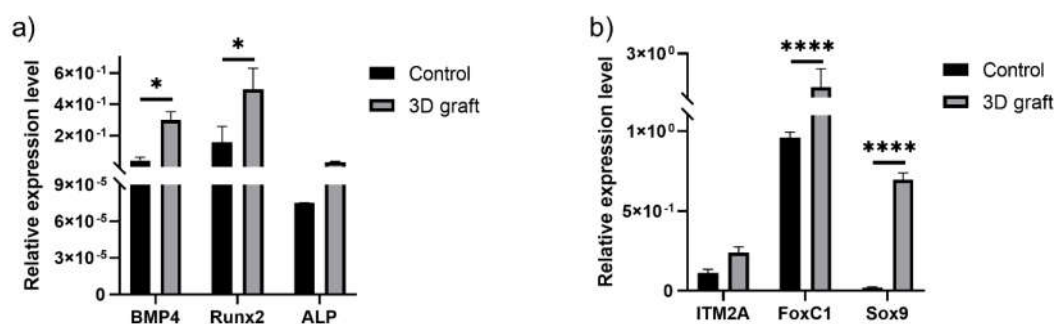 a)
Relative expression level
6×10⁻¹
4×10⁻¹
2×10⁻¹
9×10⁻⁵
6×10⁻⁵
3×10⁻⁵
0
*
*
BMP4 Runx2 ALP
Control
3D graft
b)
Relative expression level
3×10⁰
1×10⁰
5×10⁻¹
0
****
****
ITM2A FoxC1 Sox9
Control
3D graft